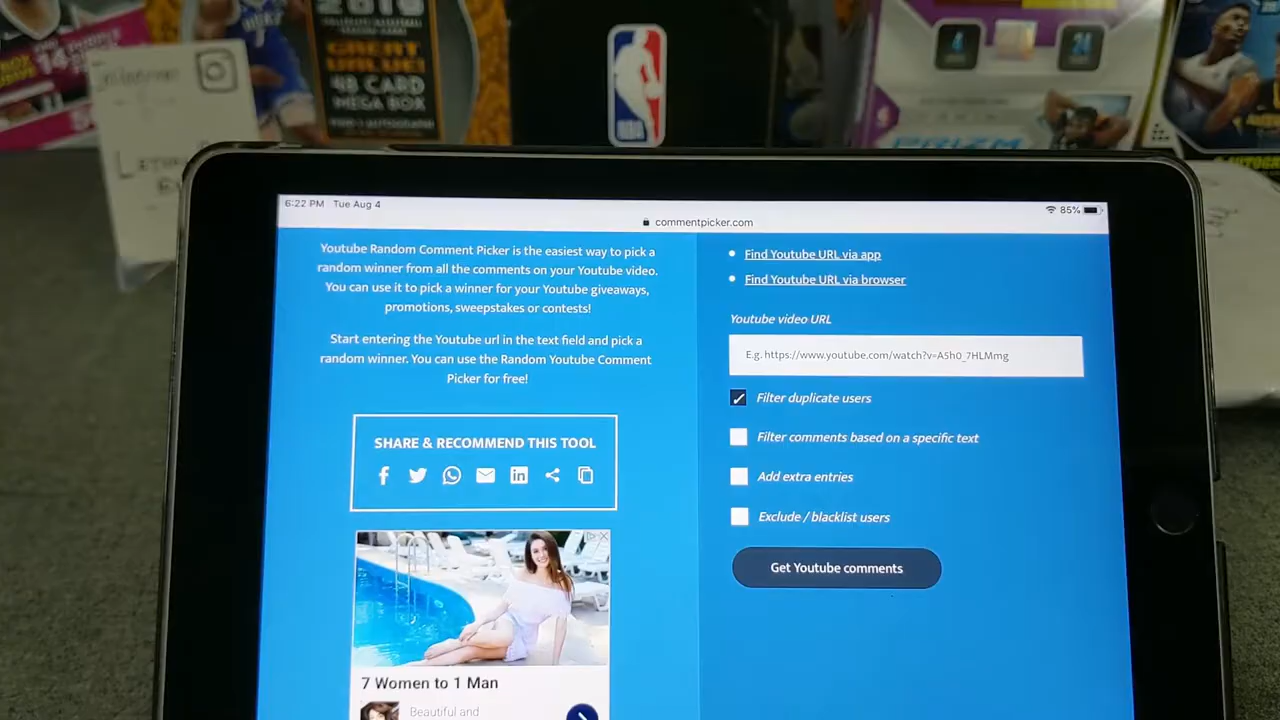 GREAT
VALUE!
48 CARD
MEGA BOX
NBA
4
24
PRIZM
6:22 PM Tue Aug 4
commentpicker.com
85%
Youtube Random Comment Picker is the easiest way to pick a
random winner from all the comments on your Youtube video.
You can use it to pick a winner for your Youtube giveaways,
promotions, sweepstakes or contests!
Start entering the Youtube url in the text field and pick a
random winner. You can use the Random Youtube Comment
Picker for free!
SHARE & RECOMMEND THIS TOOL
7 Women to 1 Man
Beautiful and
Find Youtube URL via app
Find Youtube URL via browser
Youtube video URL
E.g. https://www.youtube.com/watch?v=A5h0_7HLMmg
Filter duplicate users
Filter comments based on a specific text
Add extra entries
Exclude / blacklist users
Get Youtube comments